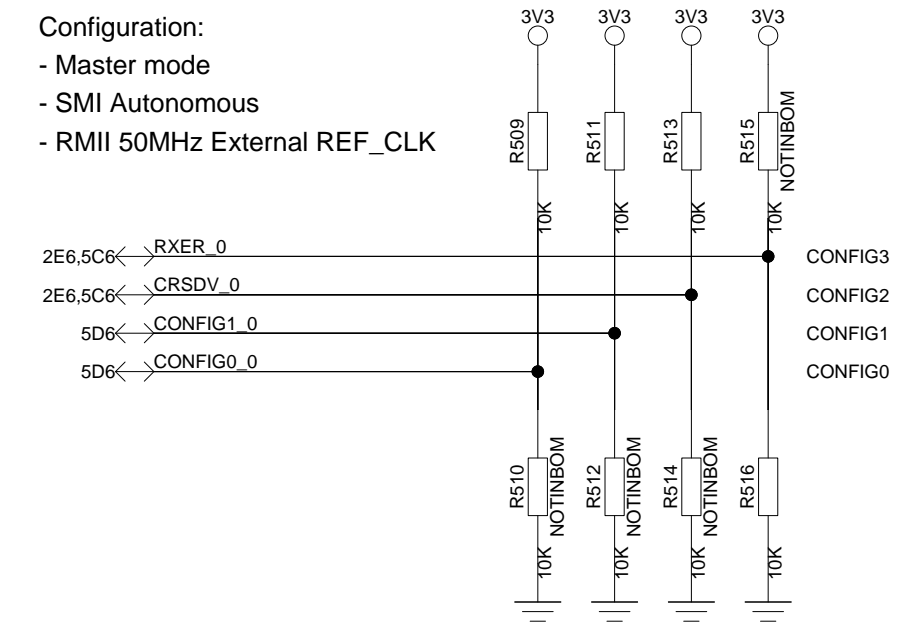 Configuration:
- Master mode
- SMI Autonomous
- RMII 50MHz External REF_CLK
3V3 3V3 3V3 3V3
R509 R511 R513 R515 NOTINBOM
10K 10K 10K 10K
2E6,5C6 RXER_0 CONFIG3
2E6,5C6 CRSDV_0 CONFIG2
5D6 CONFIG1_0 CONFIG1
5D6 CONFIG0_0 CONFIG0
R510 NOTINBOM R512 NOTINBOM R514 NOTINBOM R516
10K 10K 10K 10K